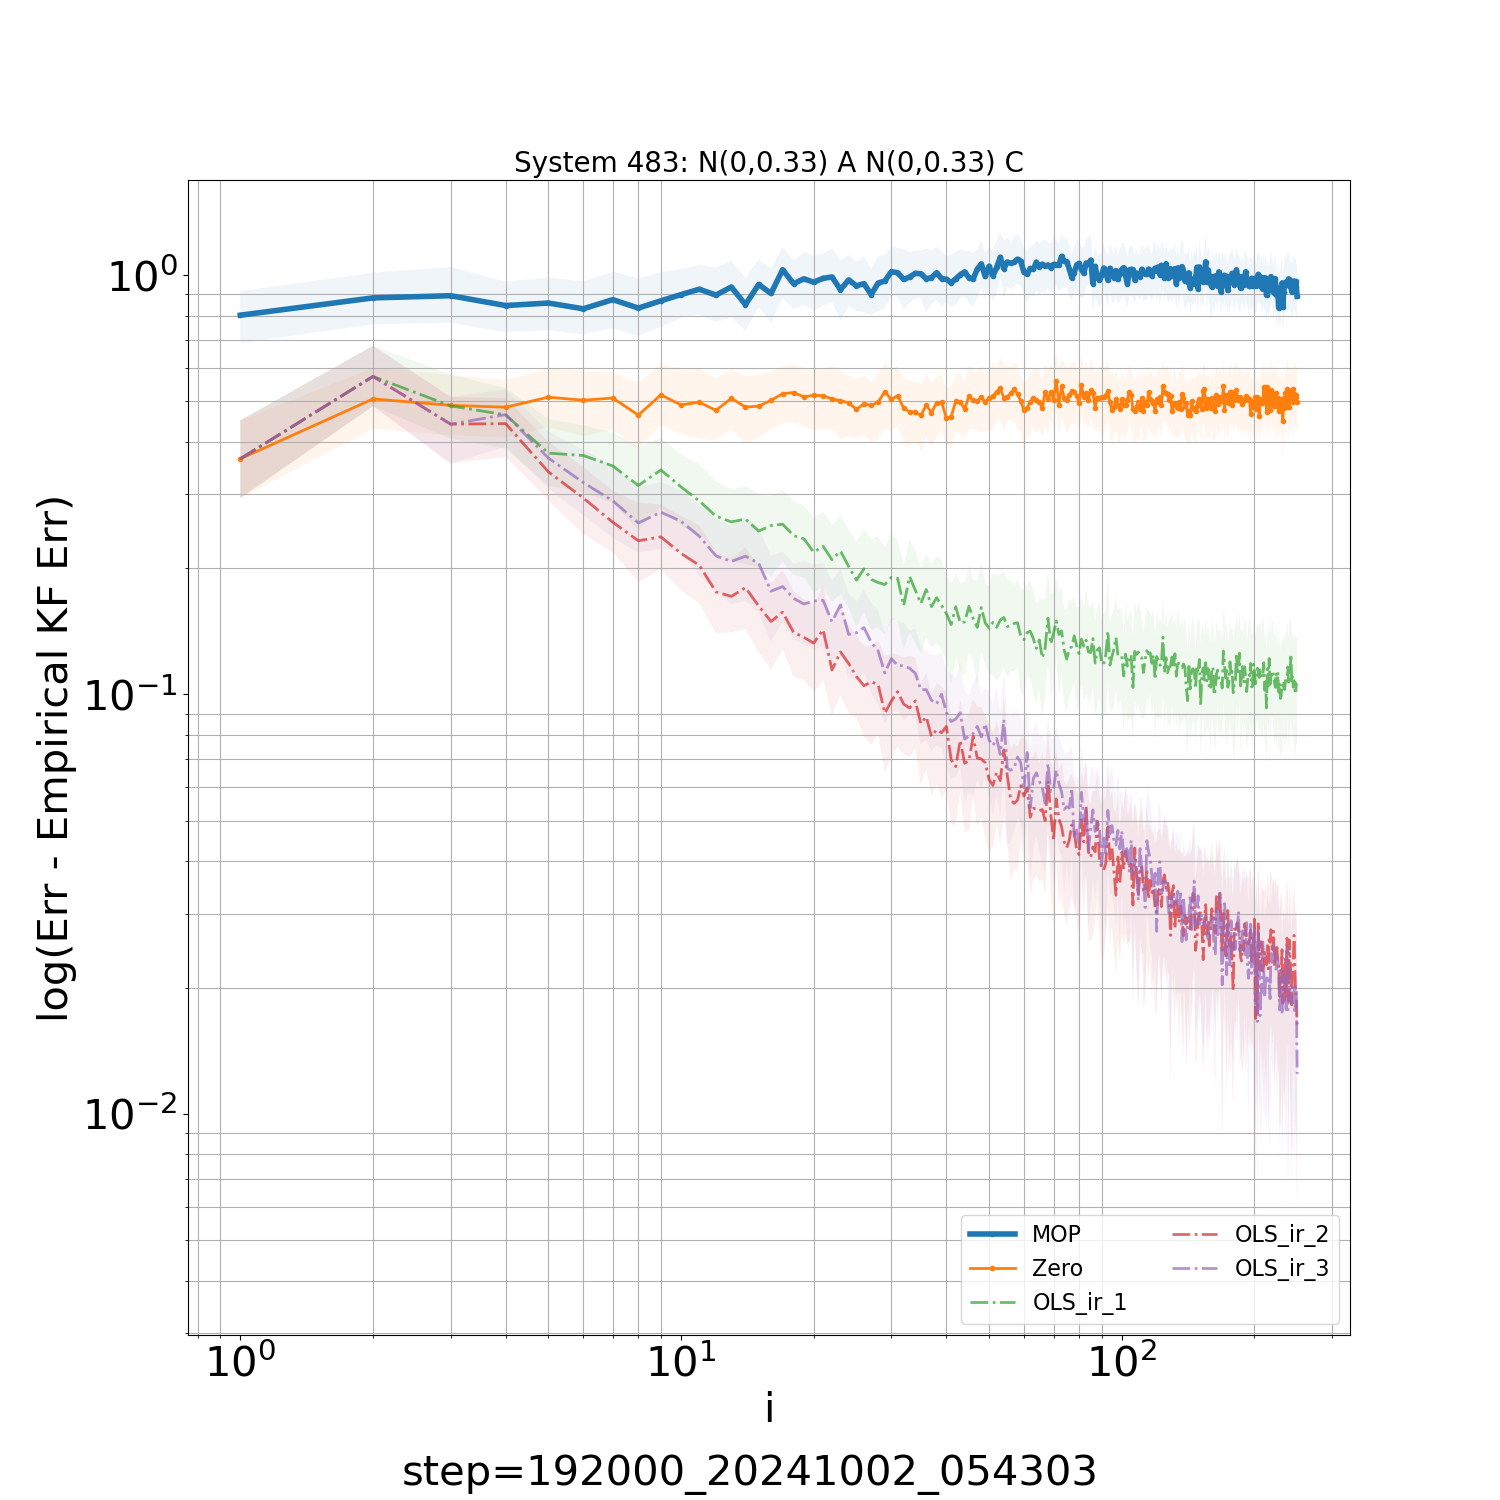 System 483: N(0,0.33) A N(0,0.33) C
log(Err - Empirical KF Err)
10⁰
10⁻¹
10⁻²
MOP
Zero
OLS_ir_1
OLS_ir_2
OLS_ir_3
10⁰ 10¹ 10²
i
step=192000_20241002_054303